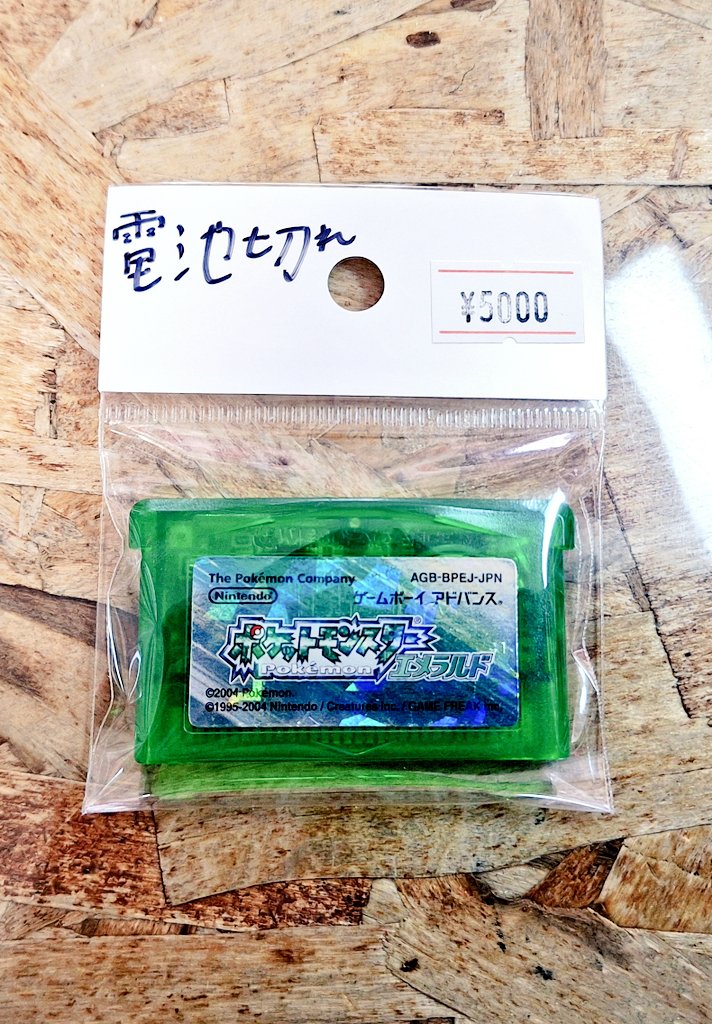 電池切れ
¥5000
The Pokémon Company AGB-BPEJ-JPN
Nintendo ゲームボーイ アドバンス®
ポケットモンスター
Pokémon エメラルド
©2004 Pokémon.
©1995-2004 Nintendo / Creatures inc. / GAME FREAK inc.